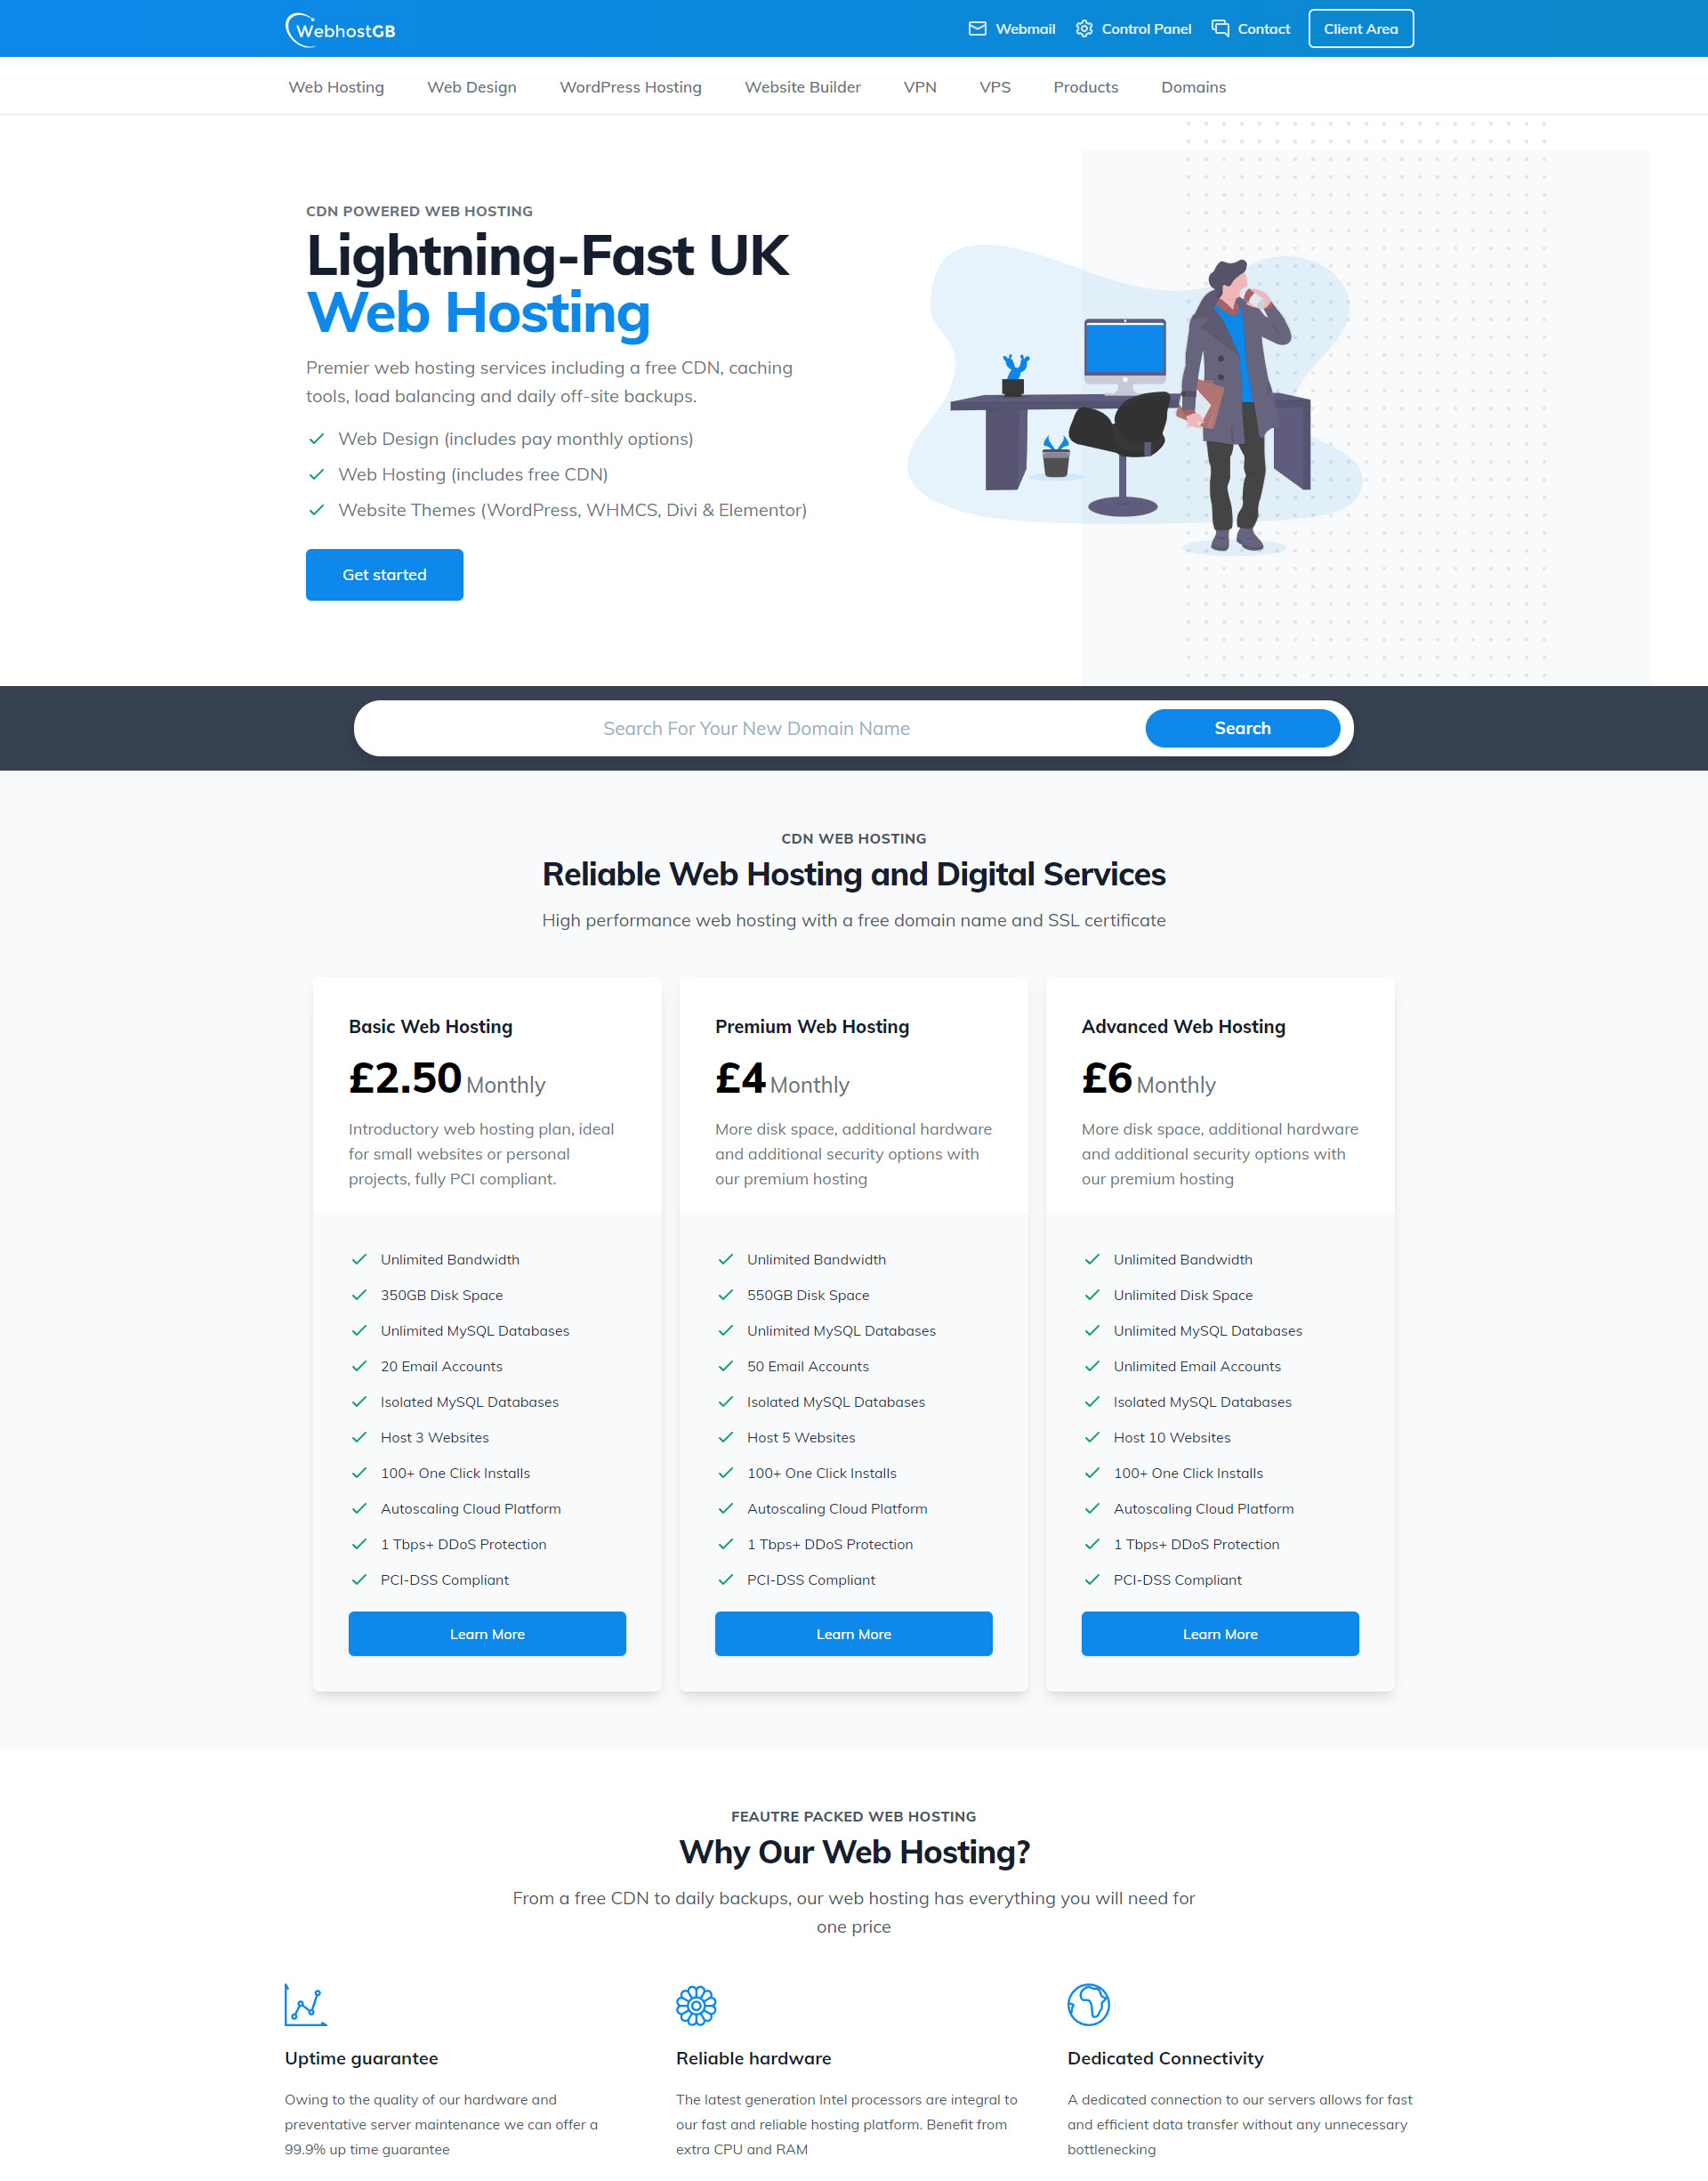 WebhostGB
Webmail
Control Panel
Contact
Client Area
Web Hosting
Web Design
WordPress Hosting
Website Builder
VPN
VPS
Products
Domains
CDN POWERED WEB HOSTING
Lightning-Fast UK
Web Hosting
Premier web hosting services including a free CDN, caching
tools, load balancing and daily off-site backups.
Web Design (includes pay monthly options)
Web Hosting (includes free CDN)
Website Themes (WordPress, WHMCS, Divi & Elementor)
Get started
Search For Your New Domain Name
Search
CDN WEB HOSTING
Reliable Web Hosting and Digital Services
High performance web hosting with a free domain name and SSL certificate
Basic Web Hosting
£2.50 Monthly
Introductory web hosting plan, ideal
for small websites or personal
projects, fully PCI compliant.
Unlimited Bandwidth
350GB Disk Space
Unlimited MySQL Databases
20 Email Accounts
Isolated MySQL Databases
Host 3 Websites
100+ One Click Installs
Autoscaling Cloud Platform
1 Tbps+ DDoS Protection
PCI-DSS Compliant
Learn More
Premium Web Hosting
£4 Monthly
More disk space, additional hardware
and additional security options with
our premium hosting
Unlimited Bandwidth
550GB Disk Space
Unlimited MySQL Databases
50 Email Accounts
Isolated MySQL Databases
Host 5 Websites
100+ One Click Installs
Autoscaling Cloud Platform
1 Tbps+ DDoS Protection
PCI-DSS Compliant
Learn More
Advanced Web Hosting
£6 Monthly
More disk space, additional hardware
and additional security options with
our premium hosting
Unlimited Bandwidth
Unlimited Disk Space
Unlimited MySQL Databases
Unlimited Email Accounts
Isolated MySQL Databases
Host 10 Websites
100+ One Click Installs
Autoscaling Cloud Platform
1 Tbps+ DDoS Protection
PCI-DSS Compliant
Learn More
FEAUTRE PACKED WEB HOSTING
Why Our Web Hosting?
From a free CDN to daily backups, our web hosting has everything you will need for
one price
Uptime guarantee
Owing to the quality of our hardware and
preventative server maintenance we can offer a
99.9% up time guarantee
Reliable hardware
The latest generation Intel processors are integral to
our fast and reliable hosting platform. Benefit from
extra CPU and RAM
Dedicated Connectivity
A dedicated connection to our servers allows for fast
and efficient data transfer without any unnecessary
bottlenecking